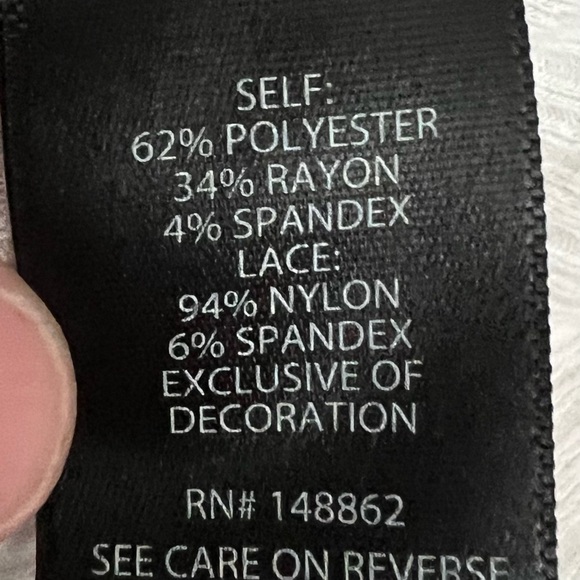 SELF:
62% POLYESTER
34% RAYON
4% SPANDEX
LACE:
94% NYLON
6% SPANDEX
EXCLUSIVE OF
DECORATION
RN# 148862
SEE CARE ON REVERSE